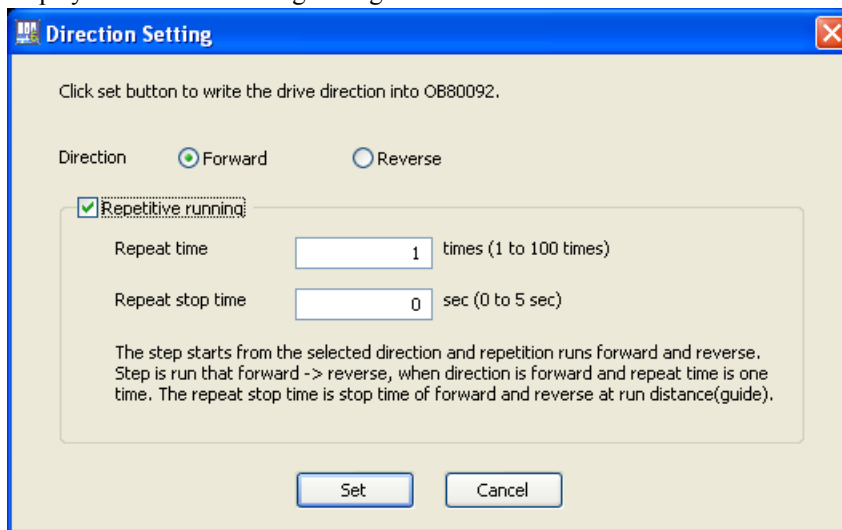 Direction Setting
Click set button to write the drive direction into OB80092.
Direction Forward Reverse
Repetitive running
Repeat time 1 times (1 to 100 times)
Repeat stop time 0 sec (0 to 5 sec)
The step starts from the selected direction and repetition runs forward and reverse.
Step is run that forward -> reverse, when direction is forward and repeat time is one
time. The repeat stop time is stop time of forward and reverse at run distance(guide).
Set Cancel